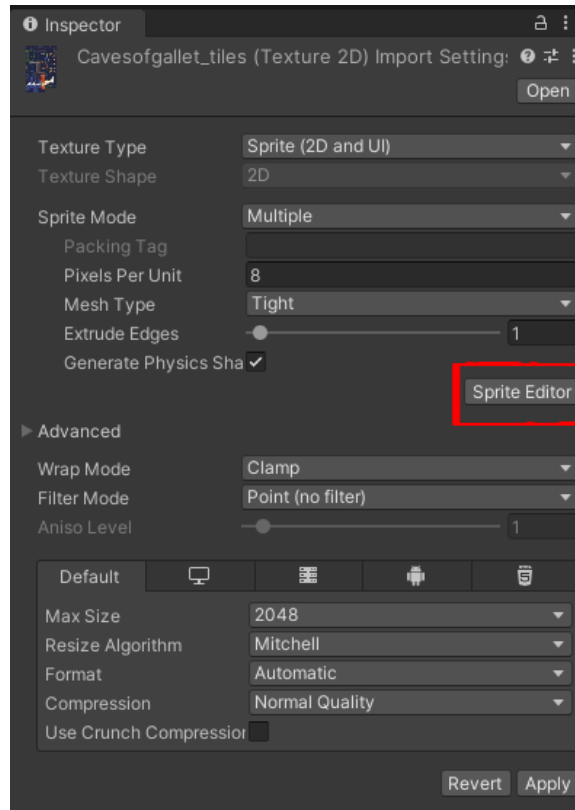 Inspector
Cavesofgallet_tiles (Texture 2D) Import Setting:
Open
Texture Type Sprite (2D and UI)
Texture Shape 2D
Sprite Mode Multiple
Packing Tag
Pixels Per Unit 8
Mesh Type Tight
Extrude Edges 1
Generate Physics Sha
Sprite Editor
Advanced
Wrap Mode Clamp
Filter Mode Point (no filter)
Aniso Level 1
Default
Max Size 2048
Resize Algorithm Mitchell
Format Automatic
Compression Normal Quality
Use Crunch Compression
Revert Apply